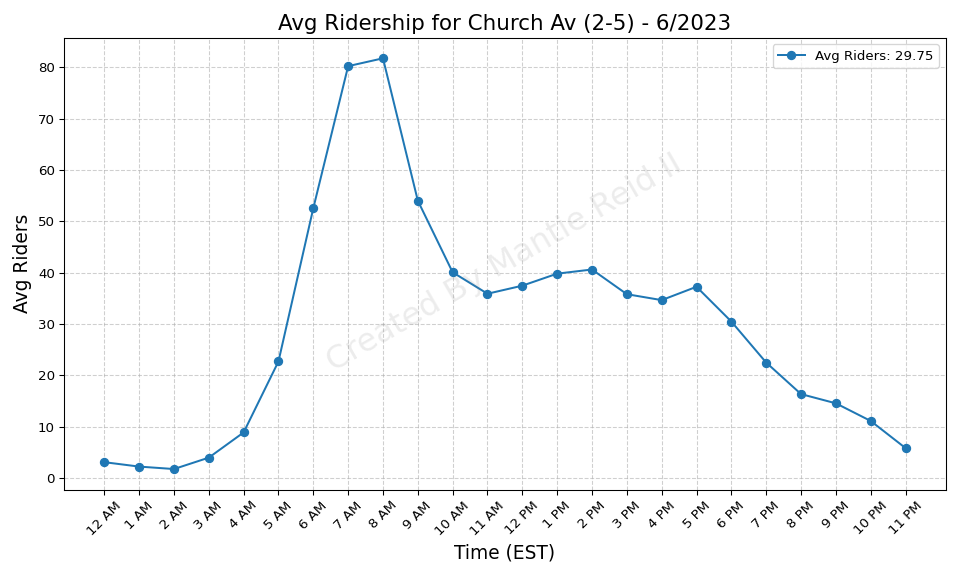 Avg Ridership for Church Av (2-5) - 6/2023
Avg Riders: 29.75
Avg Riders
80
70
60
50
40
30
20
10
0
Created By Mantle Reid II
12 AM
1 AM
2 AM
3 AM
4 AM
5 AM
6 AM
7 AM
8 AM
9 AM
10 AM
11 AM
12 PM
1 PM
2 PM
3 PM
4 PM
5 PM
6 PM
7 PM
8 PM
9 PM
10 PM
11 PM
Time (EST)